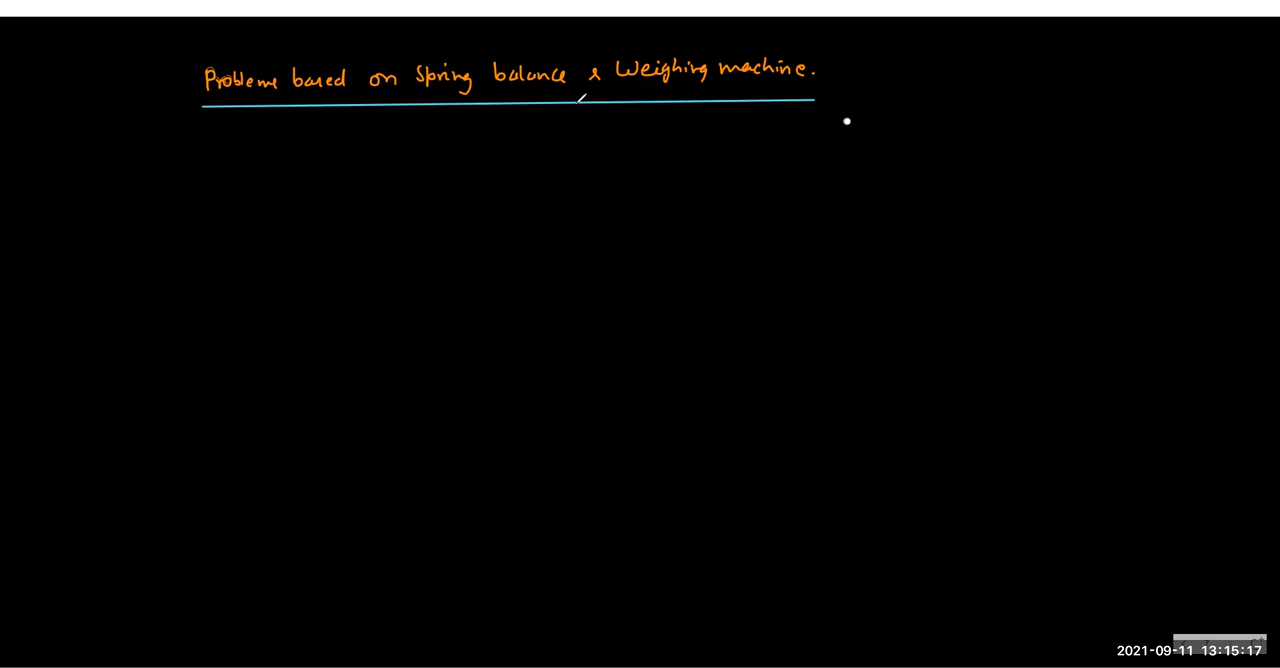 Problems based on Spring balance & Weighing machine.
2021-09-11 13:15:17